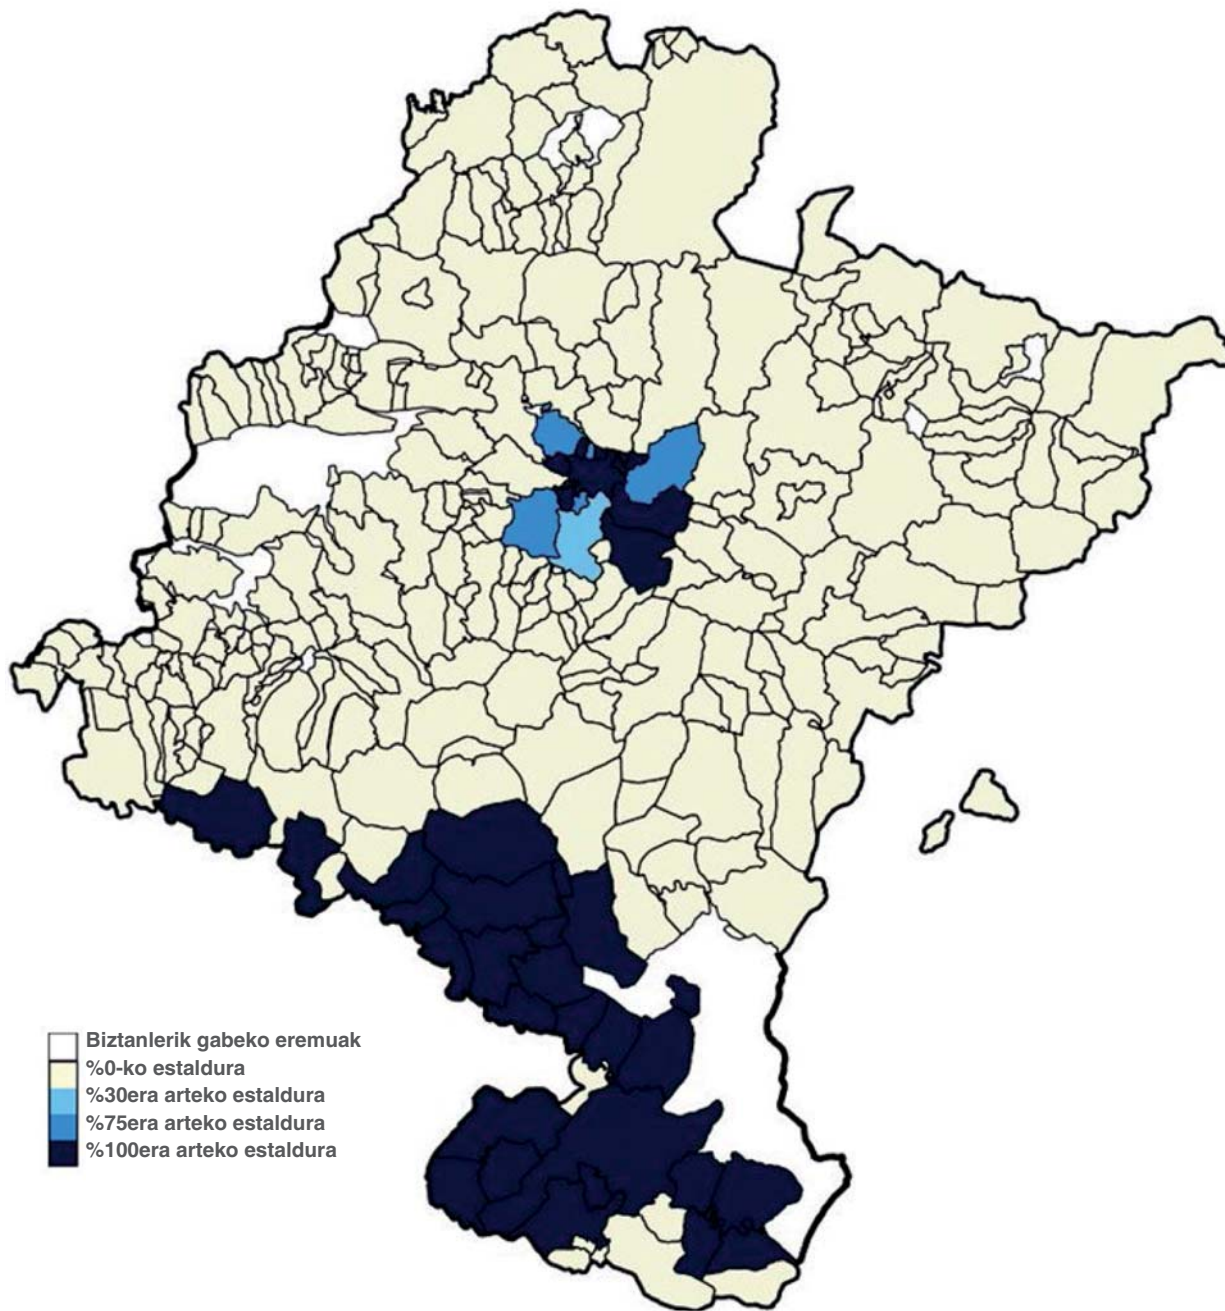 Biztanlerik gabeko eremuak
%0-ko estaldura
%30era arteko estaldura
%75era arteko estaldura
%100era arteko estaldura